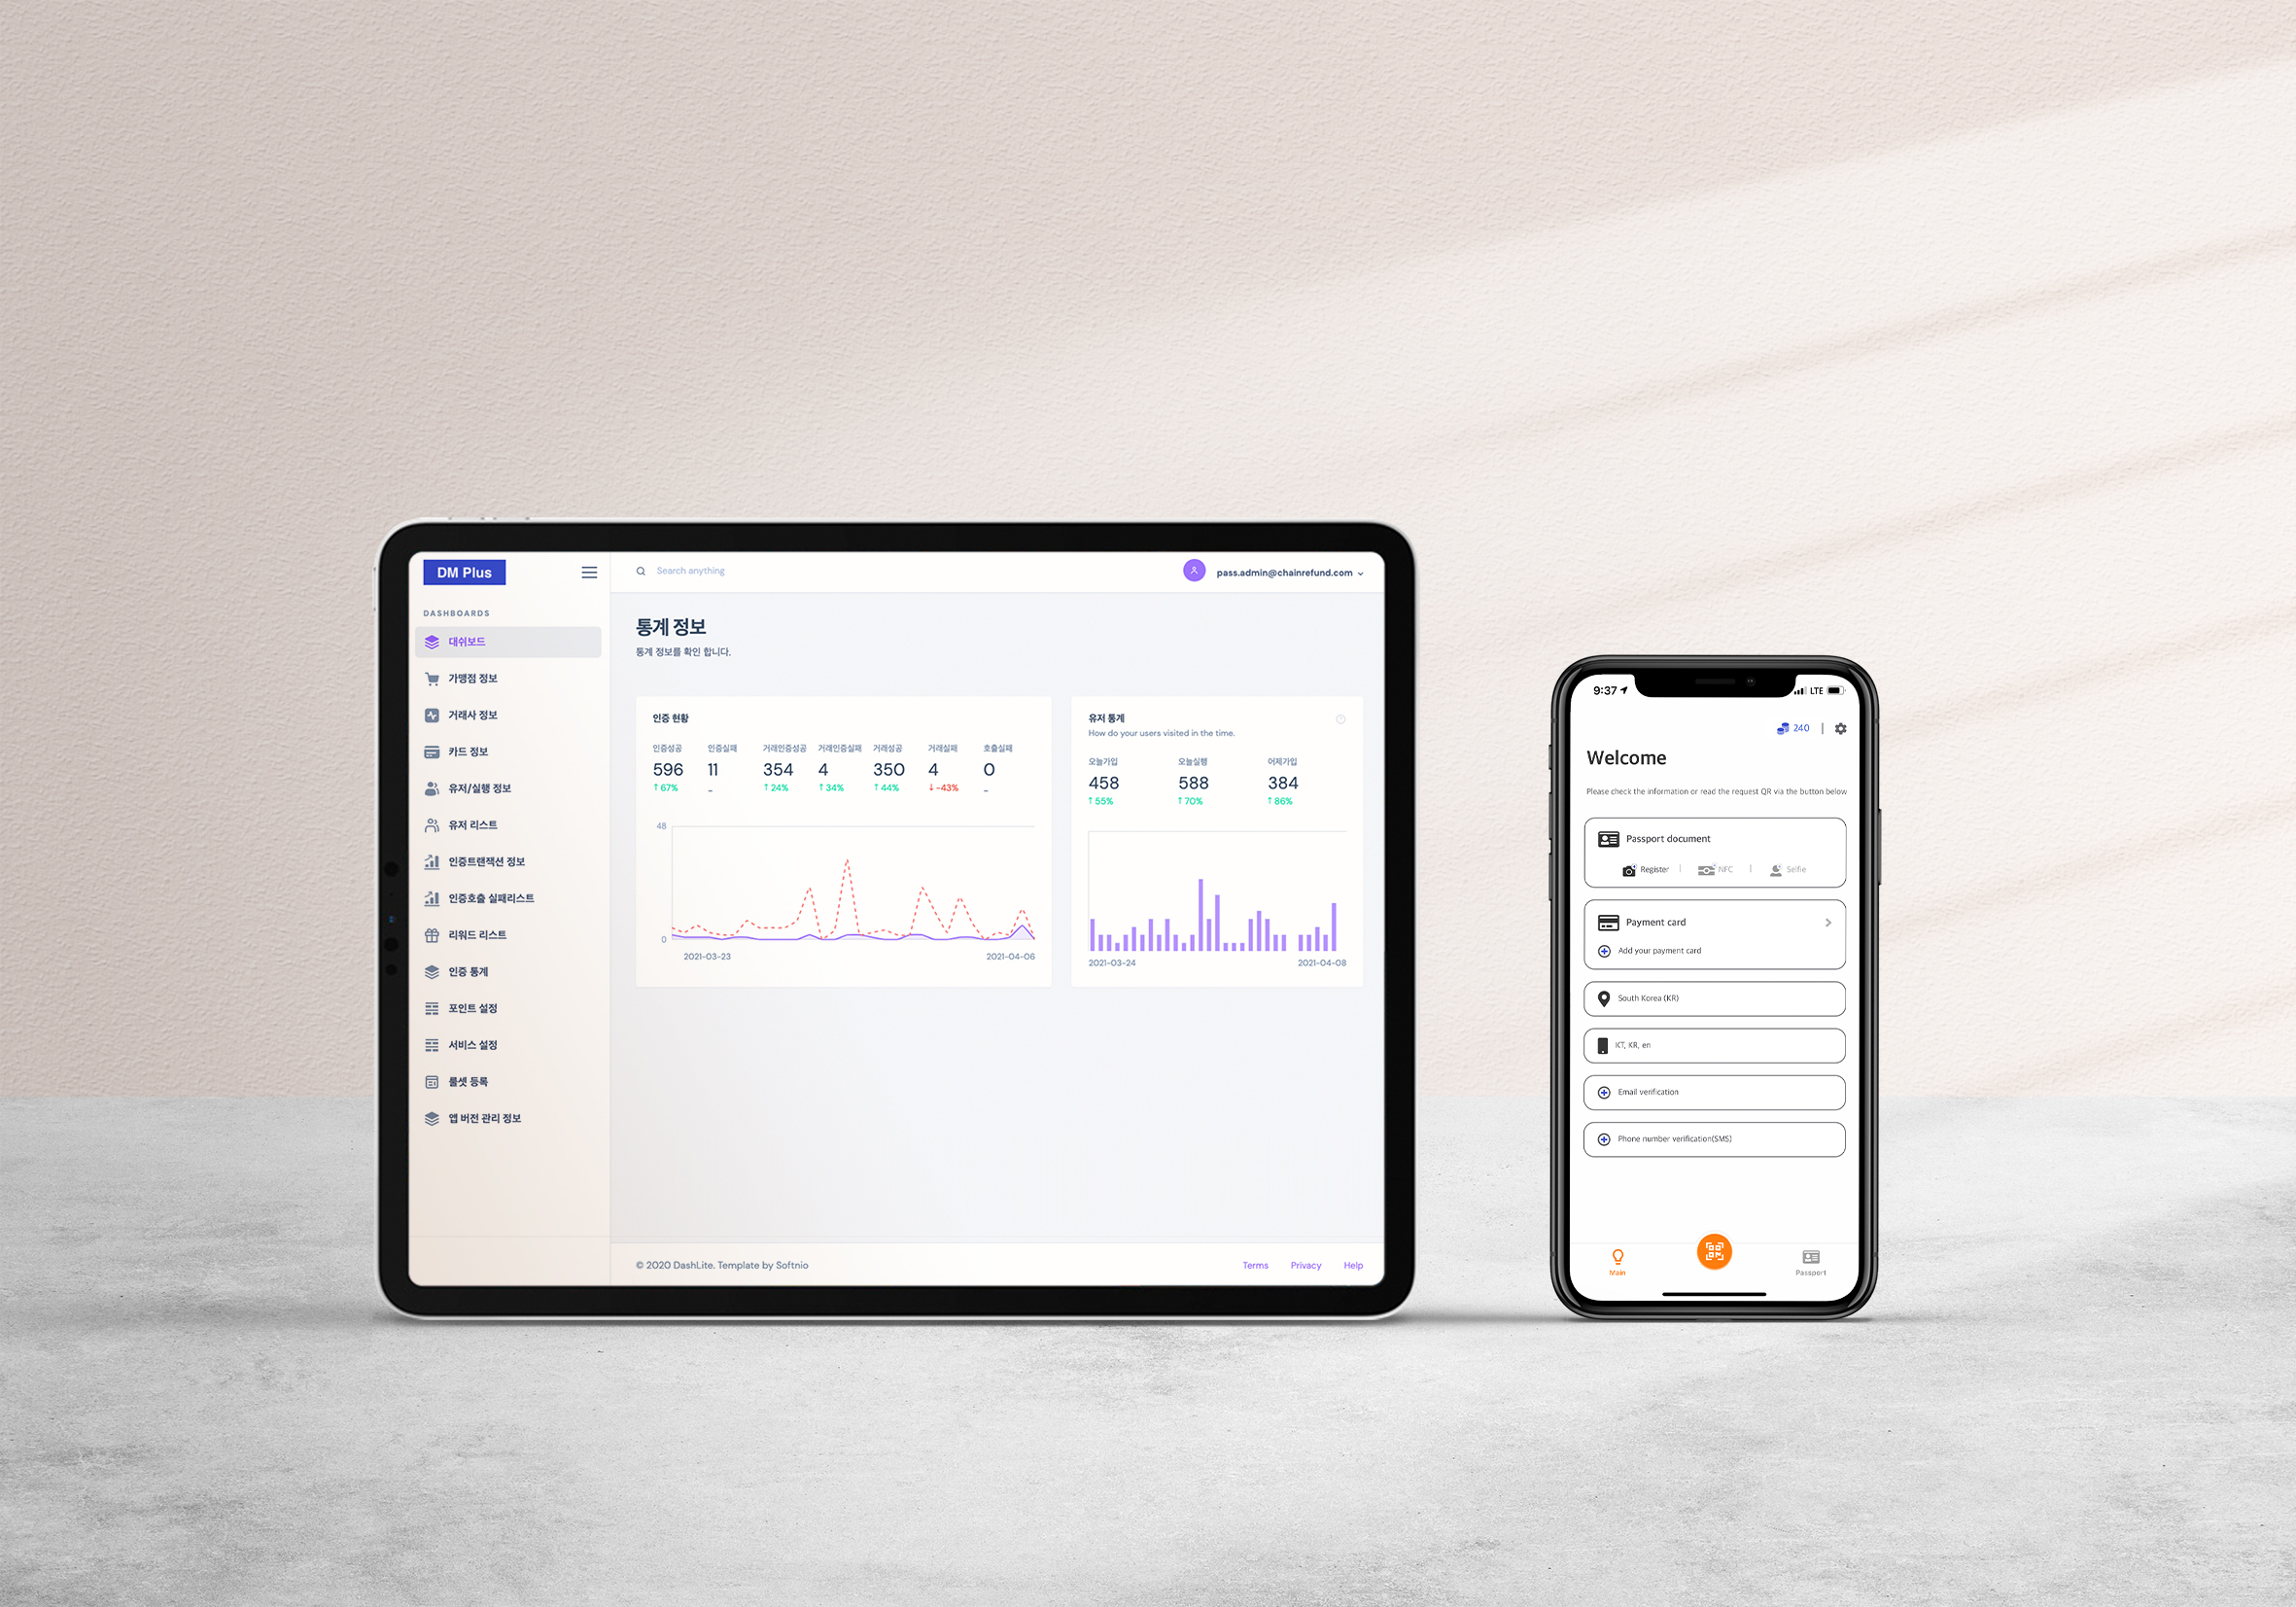 DM Plus
Search anything
pass.admin@chainrefund.com
DASHBOARDS
대쉬보드
가맹점 정보
거래사 정보
카드 정보
유저/실행 정보
유저 리스트
인증트랜잭션 정보
인증호출 실패리스트
리워드 리스트
인증 통계
포인트 설정
서비스 설정
룰셋 등록
앱 버전 관리 정보
통계 정보
통계 정보를 확인 합니다.
인증 현황
인증성공 인증실패 거래인증성공 거래인증실패 거래성공 거래실패 호출실패
596 11 354 4 350 4 0
↑ 67% - ↑ 24% ↑ 34% ↑ 44% ↓ -43% -
48
0
2021-03-23 2021-04-06
유저 통계
How do your users visited in the time.
오늘가입 오늘실행 어제가입
458 588 384
↑ 55% ↑ 70% ↑ 86%
2021-03-24 2021-04-08
© 2020 DashLite. Template by Softnio
Terms Privacy Help
9:37 LTE
240
Welcome
Please check the information or read the request QR via the button below
Passport document
Register | NFC | Selfie
Payment card
Add your payment card
South Korea (KR)
KT, KR, en
Email verification
Phone number verification(SMS)
Main
Passport